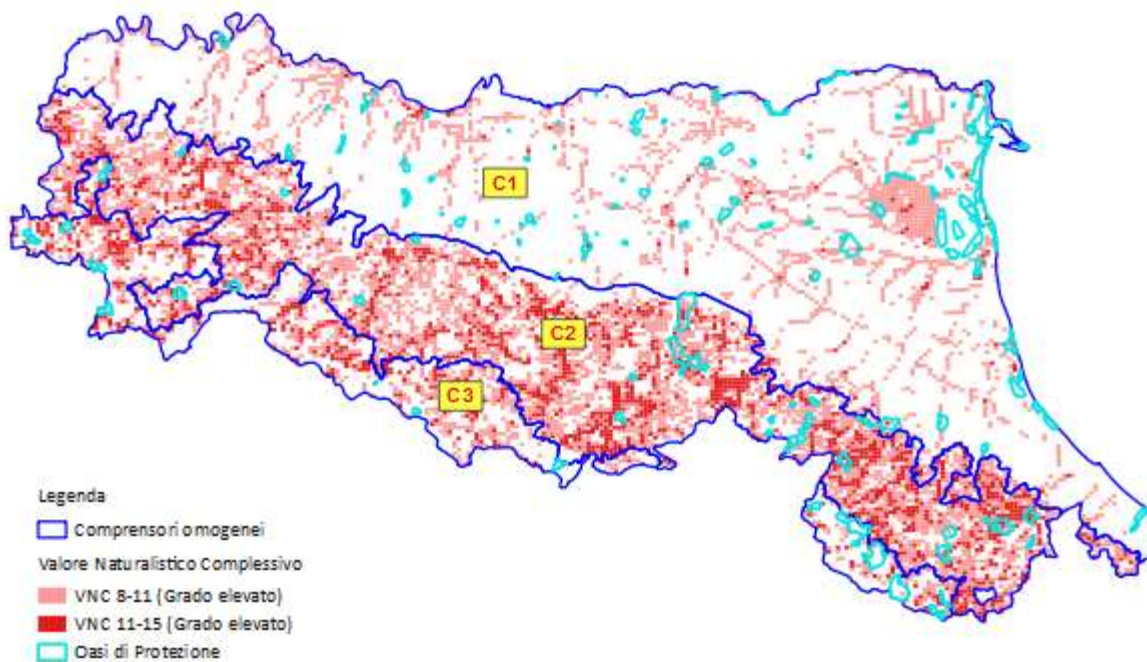 C1
C2
C3
Legenda
Comprensori omogenei
Valore Naturalistico Complessivo
VNC 8-11 (Grado elevato)
VNC 11-15 (Grado elevato)
Oasi di Protezione